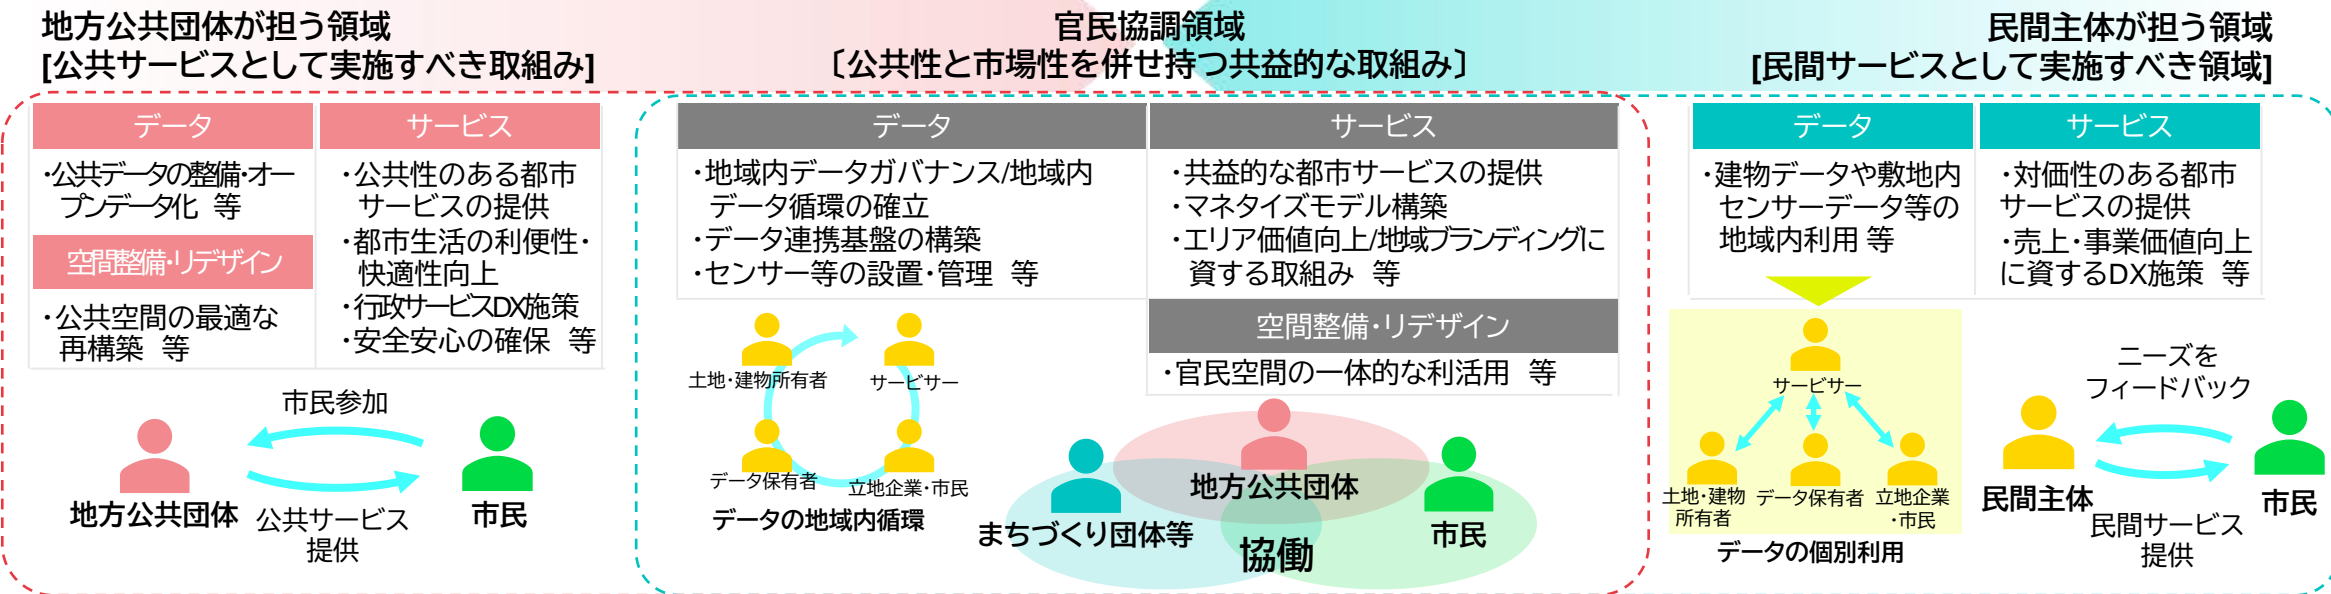 地方公共団体が担う領域
[公共サービスとして実施すべき取組み]
データ
・公共データの整備・オー
プンデータ化 等
空間整備・リデザイン
・公共空間の最適な
再構築 等
サービス
・公共性のある都市
サービスの提供
・都市生活の利便性・
快適性向上
・行政サービスDX施策
・安全安心の確保 等
市民参加
地方公共団体
市民
公共サービス
提供
官民協調領域
〔公共性と市場性を併せ持つ共益的な取組み〕
データ
・地域内データガバナンス/地域内
データ循環の確立
・データ連携基盤の構築
・センサー等の設置・管理 等
サービス
・共益的な都市サービスの提供
・マネタイズモデル構築
・エリア価値向上/地域ブランディングに
資する取組み 等
空間整備・リデザイン
・官民空間の一体的な利活用 等
土地・建物所有者
サービサー
データ保有者
立地企業・市民
データの地域内循環
地方公共団体
まちづくり団体等
市民
協働
民間主体が担う領域
[民間サービスとして実施すべき領域]
データ
・建物データや敷地内
センサーデータ等の
地域内利用 等
サービス
・対価性のある都市
サービスの提供
・売上・事業価値向上
に資するDX施策 等
サービサー
土地・建物
所有者
データ保有者
立地企業
・市民
データの個別利用
ニーズを
フィードバック
民間主体
市民
民間サービス
提供